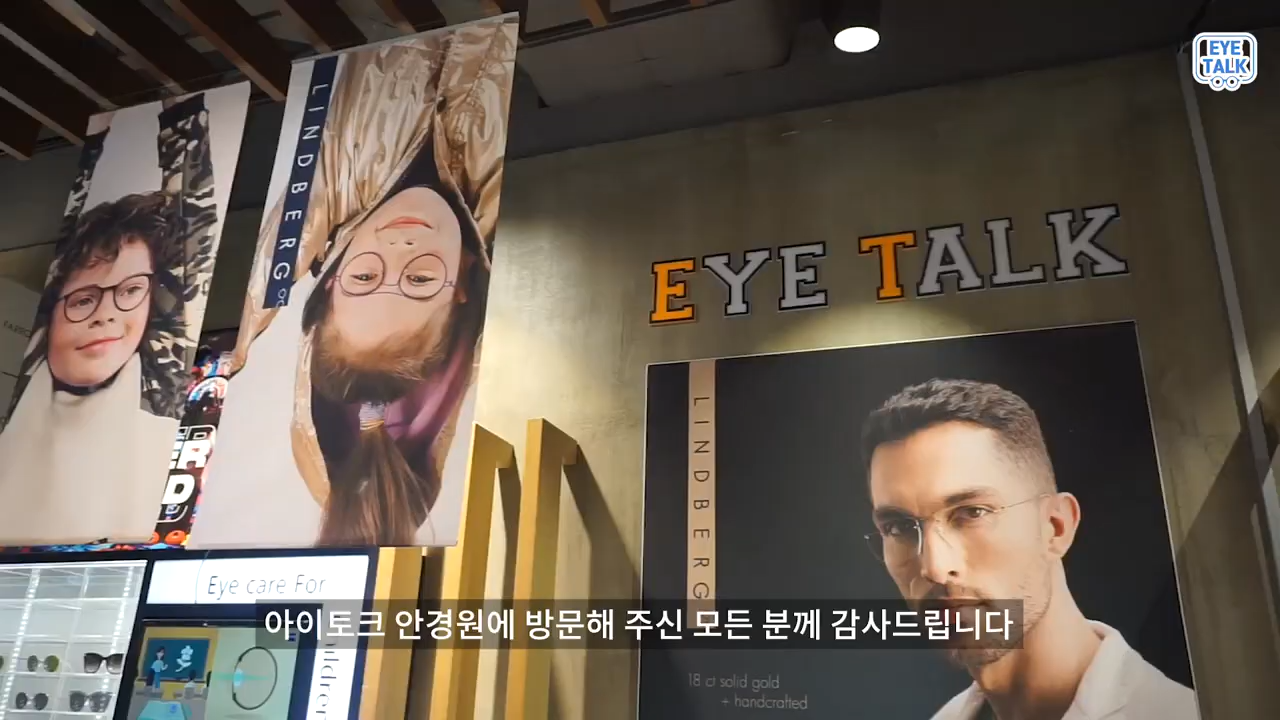 EYE
TALK
LINDBERG
EYE TALK
LINDBERG
ER
D
Eye care For
아이토크 안경원에 방문해 주신 모든 분께 감사드립니다
18 ct solid gold
+ handcrafted